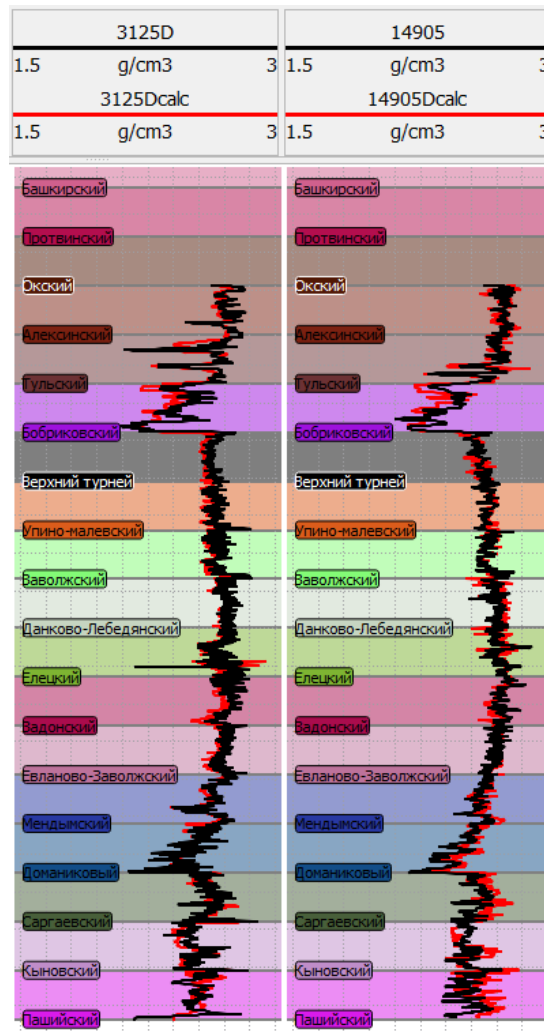 3125D 14905
1.5 g/cm3 3 1.5 g/cm3 3
3125Dcalc 14905Dcalc
1.5 g/cm3 3 1.5 g/cm3 3
Башкирский Башкирский
Протвинский Протвинский
Окский Окский
Алексинский Алексинский
Тульский Тульский
Бобриковский Бобриковский
Верхний турней Верхний турней
Упино-малевский Упино-малевский
Заволжский Заволжский
Данково-Лебедянский Данково-Лебедянский
Елецкий Елецкий
Задонский Задонский
Евланово-Заволжский Евланово-Заволжский
Мендымский Мендымский
Доманиковый Доманиковый
Саргаевский Саргаевский
Кыновский Кыновский
Пашийский Пашийский